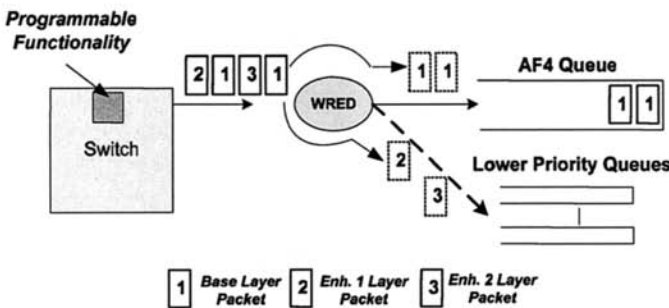 Programmable
Functionality
Switch
2 1 3 1
WRED
1 1
2
3
AF4 Queue
1 1
Lower Priority Queues
1 Base Layer Packet
2 Enh. 1 Layer Packet
3 Enh. 2 Layer Packet